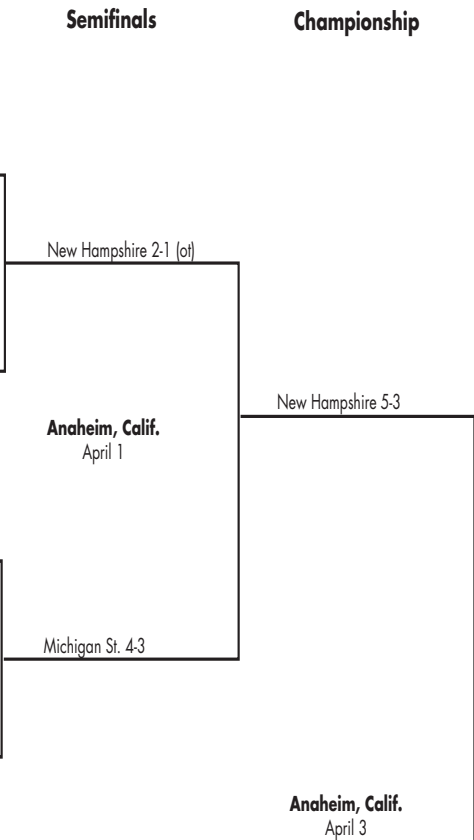 Semifinals
Championship
New Hampshire 2-1 (ot)
New Hampshire 5-3
Anaheim, Calif.
April 1
Michigan St. 4-3
Anaheim, Calif.
April 3